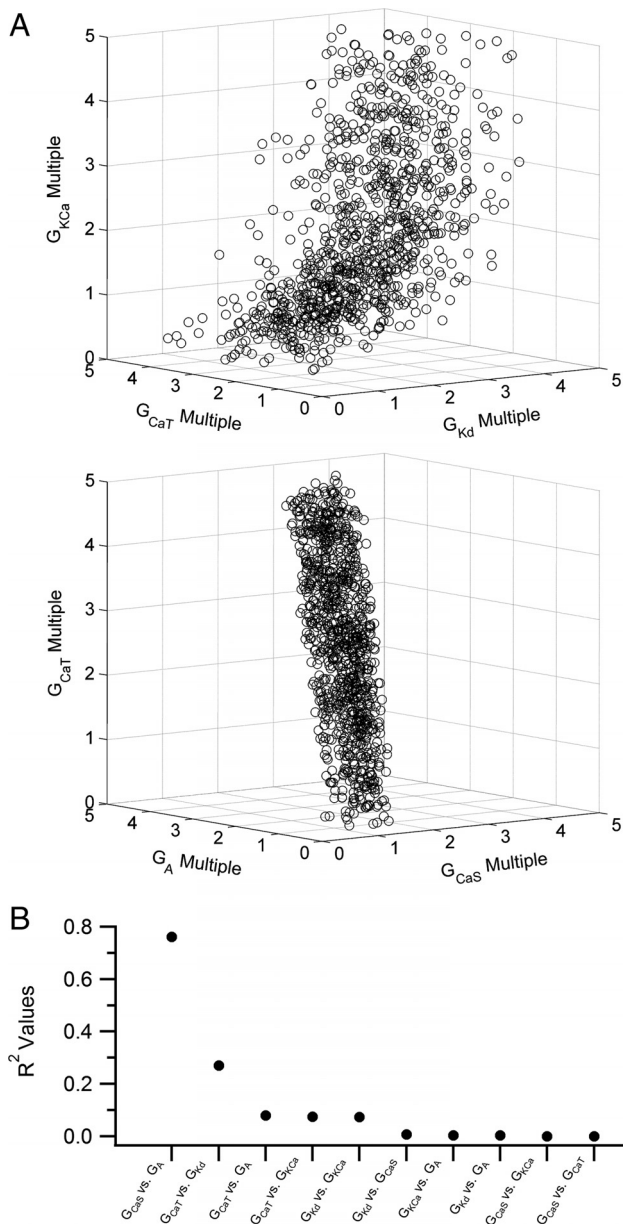 A
5
4
3
2
1
0
G_KCa Multiple
5 4 3 2 1 0
G_CaT Multiple
0 1 2 3 4 5
G_Kd Multiple
5
4
3
2
1
0
G_CaT Multiple
5 4 3 2 1 0
G_A Multiple
0 1 2 3 4 5
G_CaS Multiple
B
0.8
0.6
0.4
0.2
0.0
R² Values
G_CaS vs. G_A
G_CaT vs. G_Kd
G_CaT vs. G_A
G_CaT vs. G_KCa
G_Kd vs. G_KCa
G_Kd vs. G_CaS
G_KCa vs. G_A
G_Kd vs. G_A
G_CaS vs. G_KCa
G_CaS vs. G_CaT